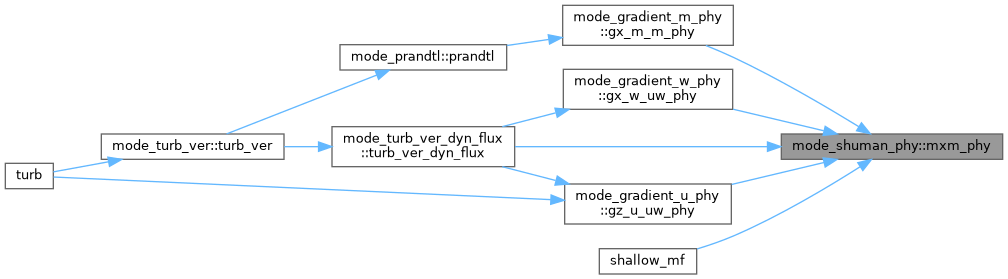 mode_gradient_m_phy
::gx_m_m_phy
mode_prandtl::prandtl
mode_gradient_w_phy
::gx_w_uw_phy
mode_turb_ver::turb_ver
mode_turb_ver_dyn_flux
::turb_ver_dyn_flux
mode_shuman_phy::mxm_phy
turb
mode_gradient_u_phy
::gz_u_uw_phy
shallow_mf